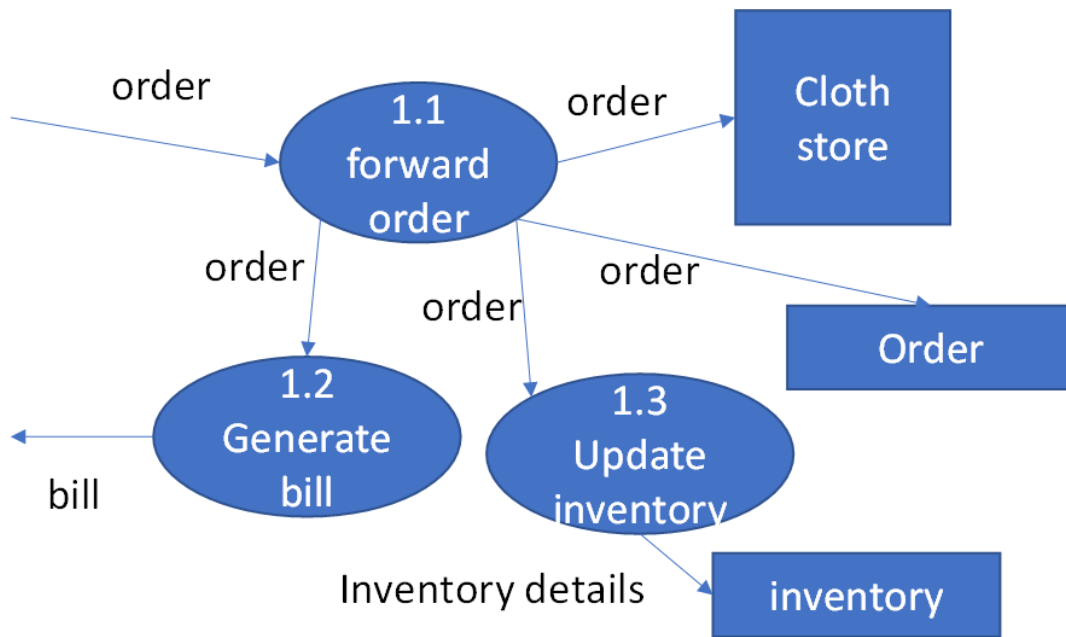 order
1.1
forward
order
order
Cloth
store
order
order
order
Order
1.2
Generate
bill
bill
1.3
Update
inventory
Inventory details
inventory